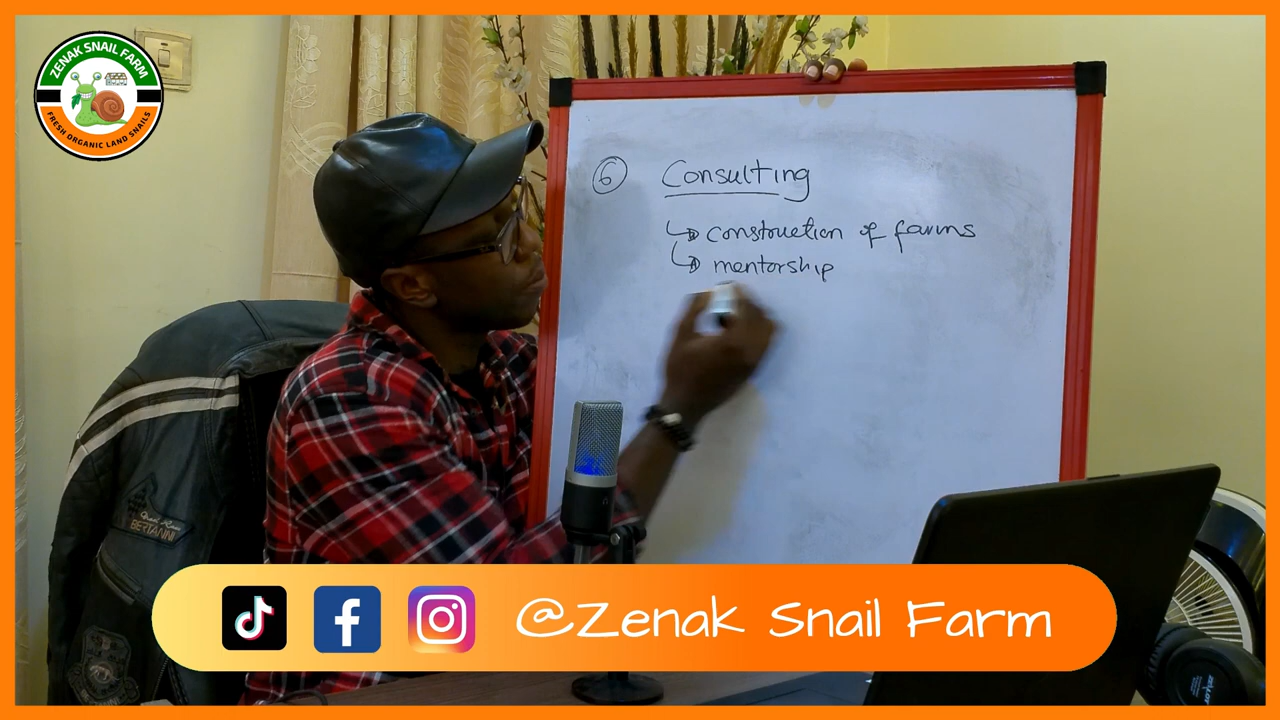 ZENAK SNAIL FARM
FRESH ORGANIC LAND SNAILS
6 Consulting
construction of farms
mentorship
BERTANNI
@Zenak Snail Farm